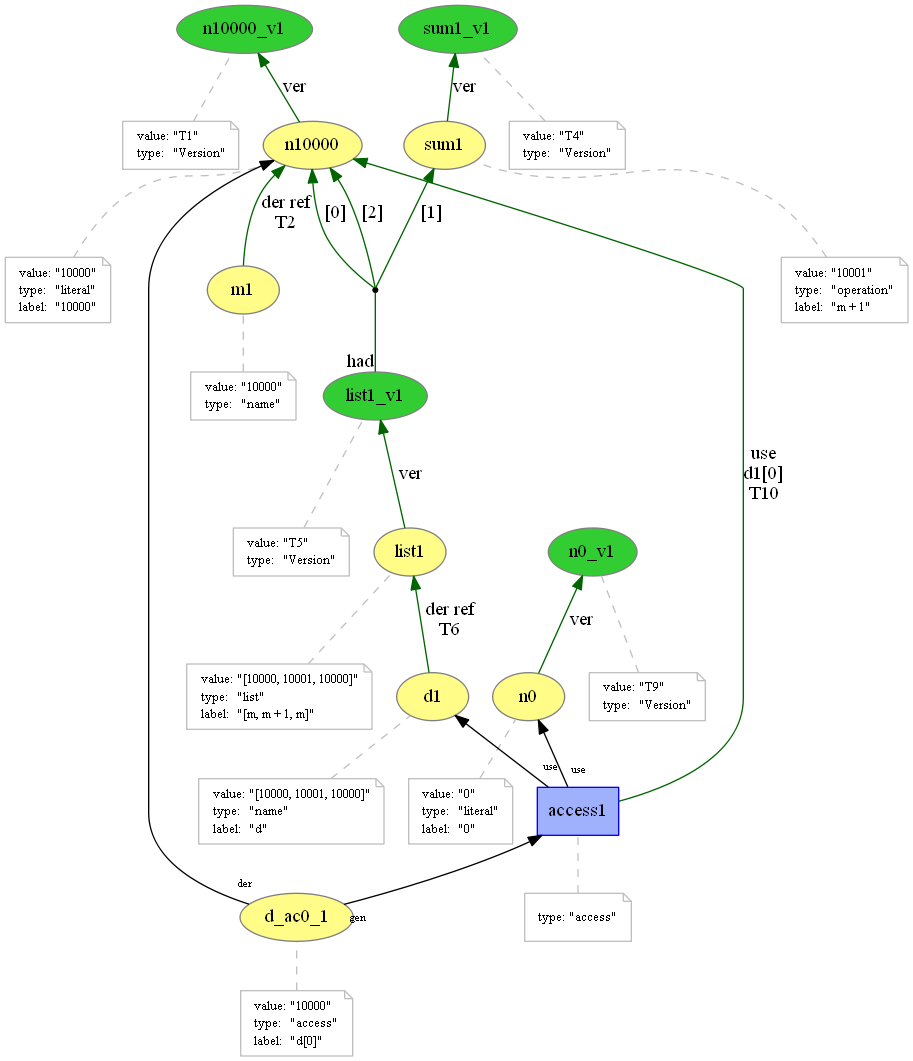 n10000_v1
sum1_v1
ver
ver
value: "T1"
type: "Version"
n10000
sum1
value: "T4"
type: "Version"
der ref
T2
[0]
[2]
[1]
value: "10000"
type: "literal"
label: "10000"
m1
value: "10001"
type: "operation"
label: "m + 1"
had
value: "10000"
type: "name"
list1_v1
ver
use
d1[0]
T10
value: "T5"
type: "Version"
list1
n0_v1
der ref
T6
ver
value: "[10000, 10001, 10000]"
type: "list"
label: "[m, m + 1, m]"
d1
n0
value: "T9"
type: "Version"
use
use
value: "[10000, 10001, 10000]"
type: "name"
label: "d"
value: "0"
type: "literal"
label: "0"
access1
der
d_ac0_1
gen
type: "access"
value: "10000"
type: "access"
label: "d[0]"